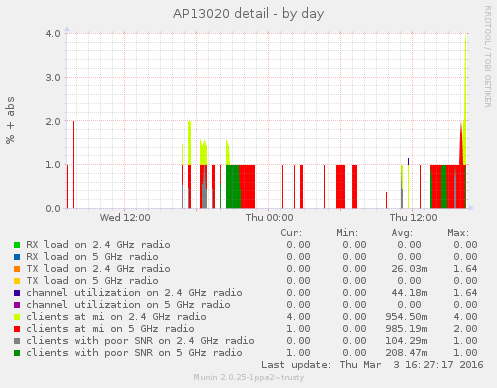 AP13020 detail - by day
RRDTOOL / TOBI OETIKER
% + abs
4.0
3.0
2.0
1.0
0.0
Wed 12:00 Thu 00:00 Thu 12:00
Cur: Min: Avg: Max:
RX load on 2.4 GHz radio 0.00 0.00 0.00 0.00
RX load on 5 GHz radio 0.00 0.00 0.00 0.00
TX load on 2.4 GHz radio 0.00 0.00 26.03m 1.64
TX load on 5 GHz radio 0.00 0.00 0.00 0.00
channel utilization on 2.4 GHz radio 0.00 0.00 44.18m 1.64
channel utilization on 5 GHz radio 0.00 0.00 0.00 0.00
clients at mi on 2.4 GHz radio 4.00 0.00 954.50m 4.00
clients at mi on 5 GHz radio 1.00 0.00 985.19m 2.00
clients with poor SNR on 2.4 GHz radio 0.00 0.00 104.29m 1.00
clients with poor SNR on 5 GHz radio 1.00 0.00 208.47m 1.00
Last update: Thu Mar 3 16:27:17 2016
Munin 2.0.25-1ppa2~trusty